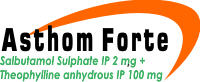 Asthom Forte
Salbutamol Sulphate IP 2 mg +
Theophylline anhydrous IP 100 mg